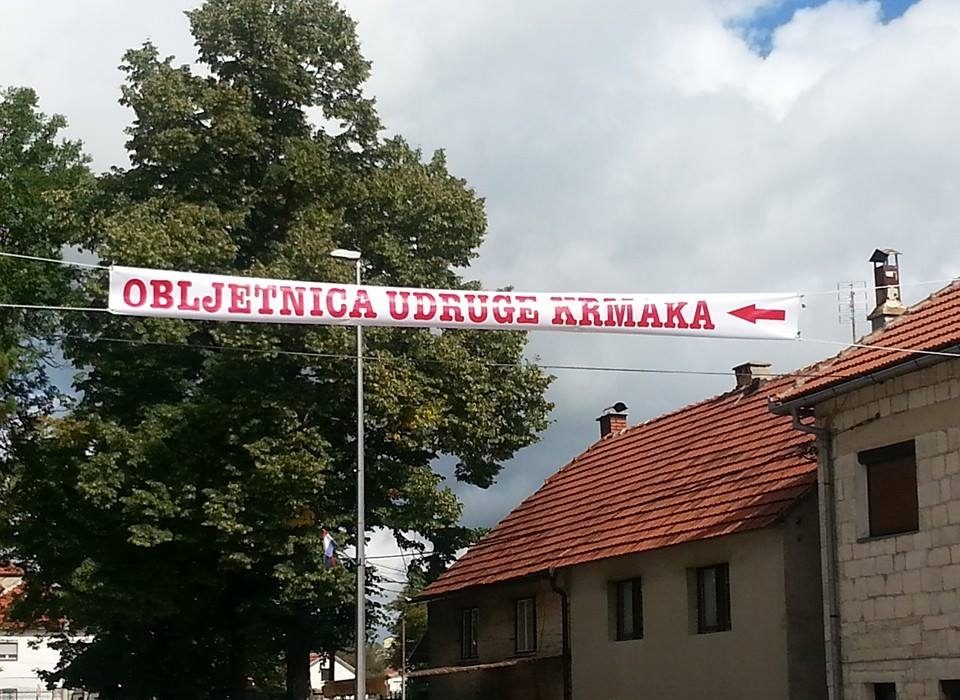 OBLJETNICA UDRUGE KRMAKA